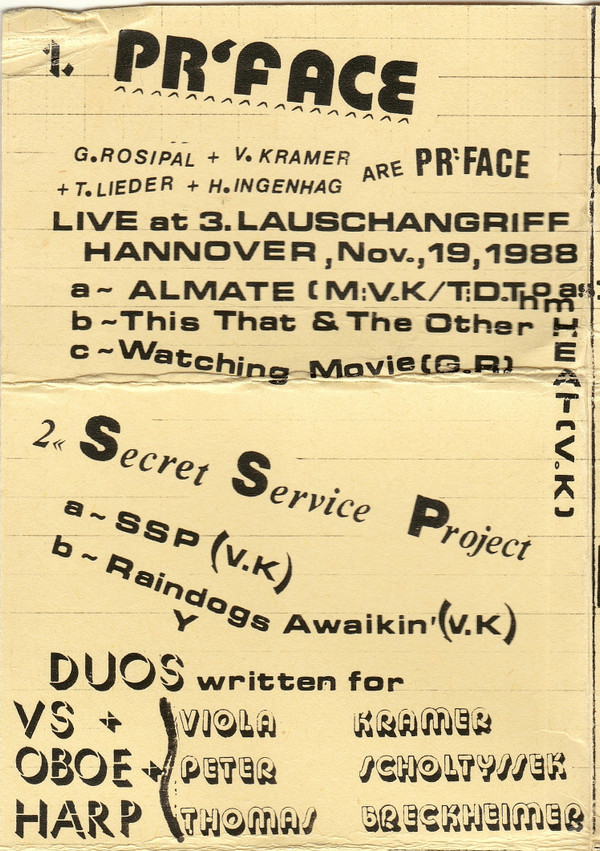 1. PR'FACE
G.ROSIPAL + V.KRAMER
+ T.LIEDER + H.INGENHAG
ARE PR'FACE
LIVE at 3.LAUSCHANGRIFF
HANNOVER, Nov., 19, 1988
a~ ALMATE (M:V.K/T:D.Thomas)
b~This That & The Other
HEAT(V.K)
c~Watching Movie(G.R)
2« Secret Service Project
a~SSP (V.K)
b~Raindogs Awaikin'(V.K)
Y
DUOS written for
VS + VIOLA KRAMER
OBOE + PETER SCHOLTYSSEK
HARP THOMAS BRECKHEIMER